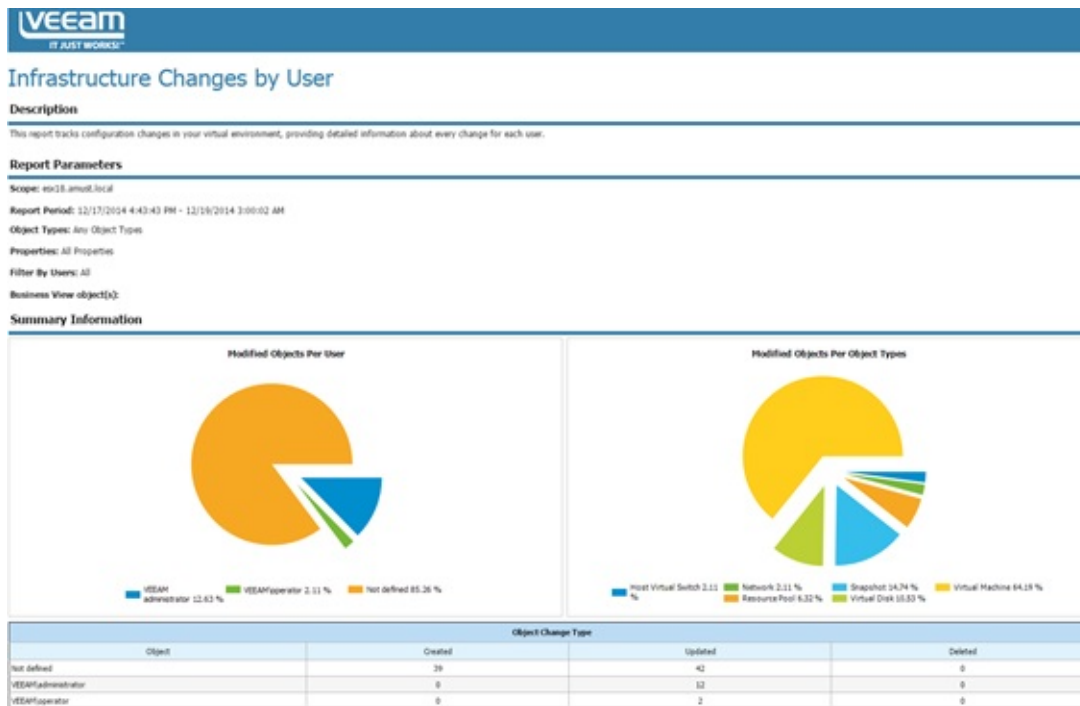 veeam
IT JUST WORKS!™
Infrastructure Changes by User
Description
This report tracks configuration changes in your virtual environment, providing detailed information about every change for each user.
Report Parameters
Scope: esx18.amust.local
Report Period: 12/17/2014 4:43:43 PM - 12/19/2014 3:00:02 AM
Object Types: Any Object Types
Properties: All Properties
Filter By Users: All
Business View object(s):
Summary Information
Modified Objects Per User
VEEAM administrator 12.63 %
VEEAM\operator 2.11 %
Not defined 85.26 %
Modified Objects Per Object Types
Host Virtual Switch 2.11 %
Network 2.11 %
Snapshot 14.74 %
Virtual Machine 64.19 %
Resource Pool 6.32 %
Virtual Disk 10.53 %
Object Change Type
Object Created Updated Deleted
Not defined 39 42 0
VEEAM\administrator 0 12 0
VEEAM\operator 0 2 0